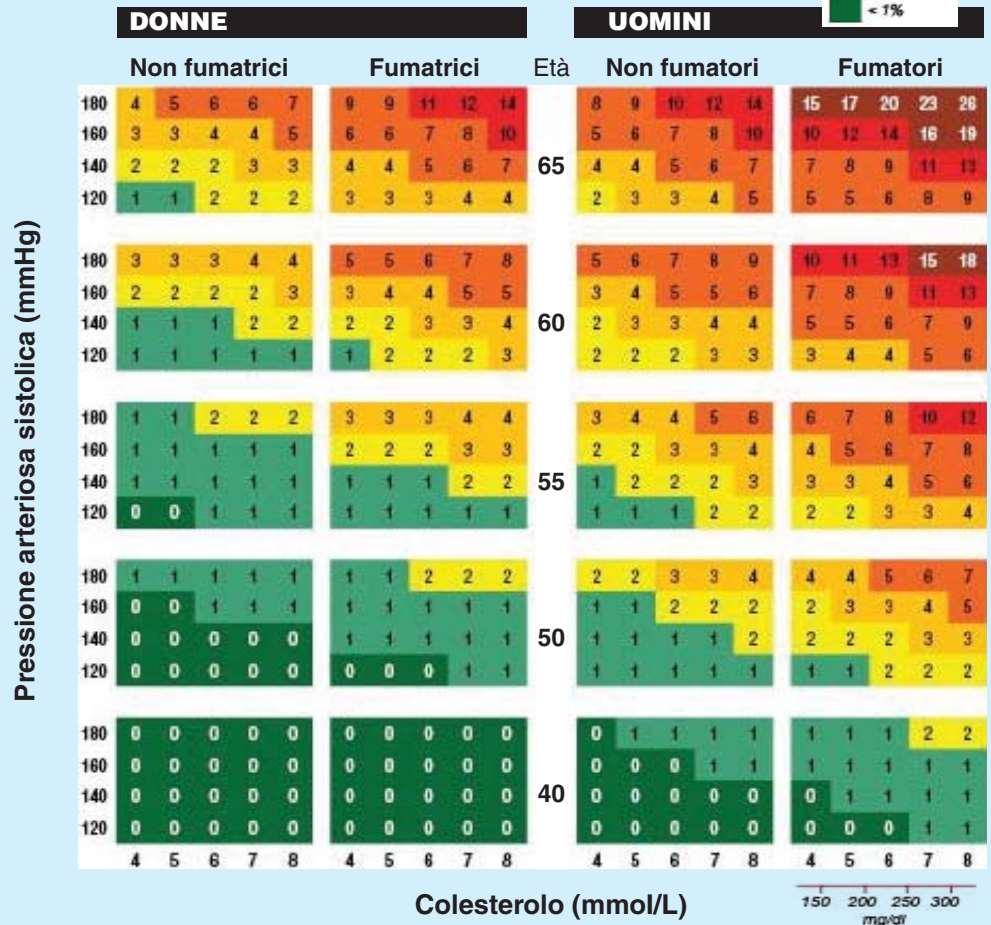 < 1%
DONNE UOMINI
Non fumatrici Fumatrici Età Non fumatori Fumatori
Pressione arteriosa sistolica (mmHg)
180 4 5 6 6 7 9 9 11 12 14 8 9 10 12 14 15 17 20 23 26
160 3 3 4 4 5 6 6 7 8 10 5 6 7 8 10 10 12 14 16 19
65
140 2 2 2 3 3 4 4 5 6 7 4 4 5 6 7 7 8 9 11 13
120 1 1 2 2 2 3 3 3 4 4 2 3 3 4 5 5 5 6 8 9
180 3 3 3 4 4 5 5 6 7 8 5 6 7 8 9 10 11 13 15 18
160 2 2 2 2 3 3 4 4 5 5 3 4 5 5 6 7 8 9 11 13
60
140 1 1 1 2 2 2 2 3 3 4 2 3 3 4 4 5 5 6 7 9
120 1 1 1 1 1 1 2 2 2 3 2 2 2 3 3 3 4 4 5 6
180 1 1 2 2 2 3 3 3 4 4 3 4 4 5 6 6 7 8 10 12
160 1 1 1 1 1 2 2 2 3 3 2 2 3 3 4 4 5 6 7 8
55
140 1 1 1 1 1 1 1 1 2 2 1 2 2 2 3 3 3 4 5 6
120 0 0 1 1 1 1 1 1 1 1 1 1 1 2 2 2 2 3 3 4
180 1 1 1 1 1 1 1 2 2 2 2 2 3 3 4 4 4 5 6 7
160 0 0 1 1 1 1 1 1 1 1 1 1 2 2 2 2 3 3 4 5
50
140 0 0 0 0 0 1 1 1 1 1 1 1 1 1 2 2 2 2 3 3
120 0 0 0 0 0 0 0 0 1 1 1 1 1 1 1 1 1 2 2 2
180 0 0 0 0 0 0 0 0 0 0 0 1 1 1 1 1 1 1 2 2
160 0 0 0 0 0 0 0 0 0 0 0 0 0 1 1 1 1 1 1 1
40
140 0 0 0 0 0 0 0 0 0 0 0 0 0 0 0 0 1 1 1 1
120 0 0 0 0 0 0 0 0 0 0 0 0 0 0 0 0 0 0 1 1
4 5 6 7 8 4 5 6 7 8 4 5 6 7 8 4 5 6 7 8
Colesterolo (mmol/L)
150 200 250 300
mg/dl